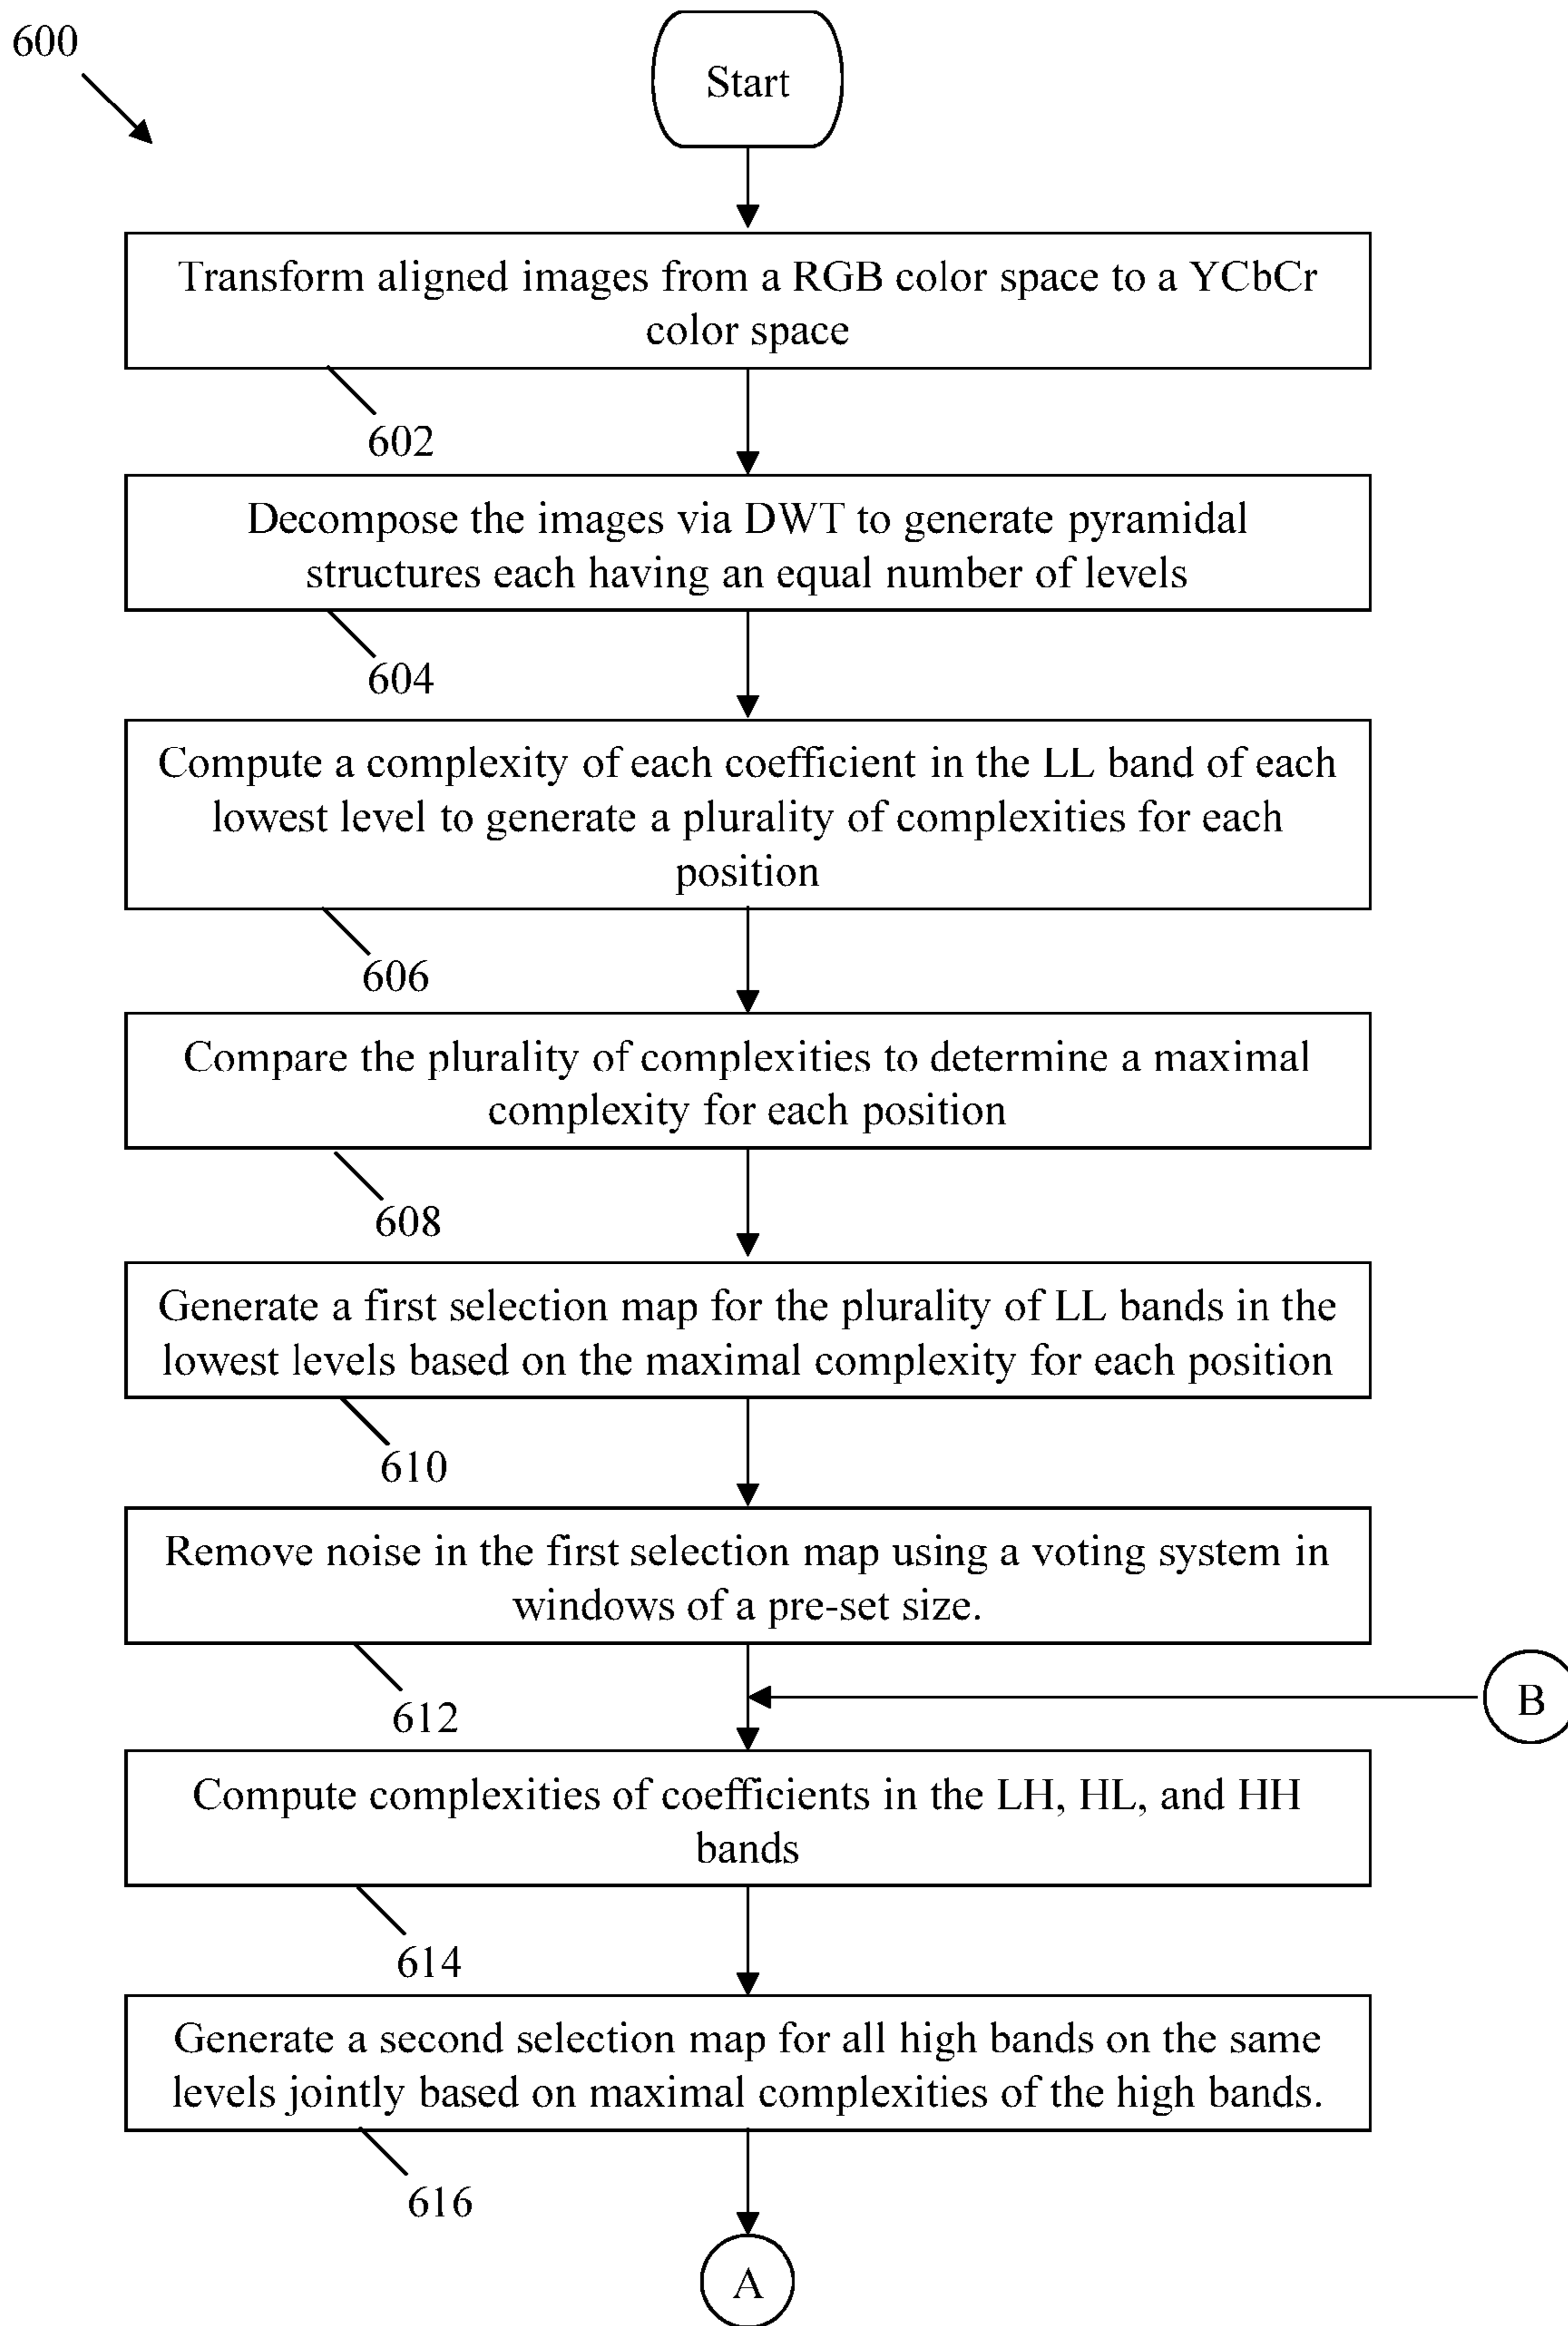 600
Start
Transform aligned images from a RGB color space to a YCbCr
color space
602
Decompose the images via DWT to generate pyramidal
structures each having an equal number of levels
604
Compute a complexity of each coefficient in the LL band of each
lowest level to generate a plurality of complexities for each
position
606
Compare the plurality of complexities to determine a maximal
complexity for each position
608
Generate a first selection map for the plurality of LL bands in the
lowest levels based on the maximal complexity for each position
610
Remove noise in the first selection map using a voting system in
windows of a pre-set size.
612
B
Compute complexities of coefficients in the LH, HL, and HH
bands
614
Generate a second selection map for all high bands on the same
levels jointly based on maximal complexities of the high bands.
616
A